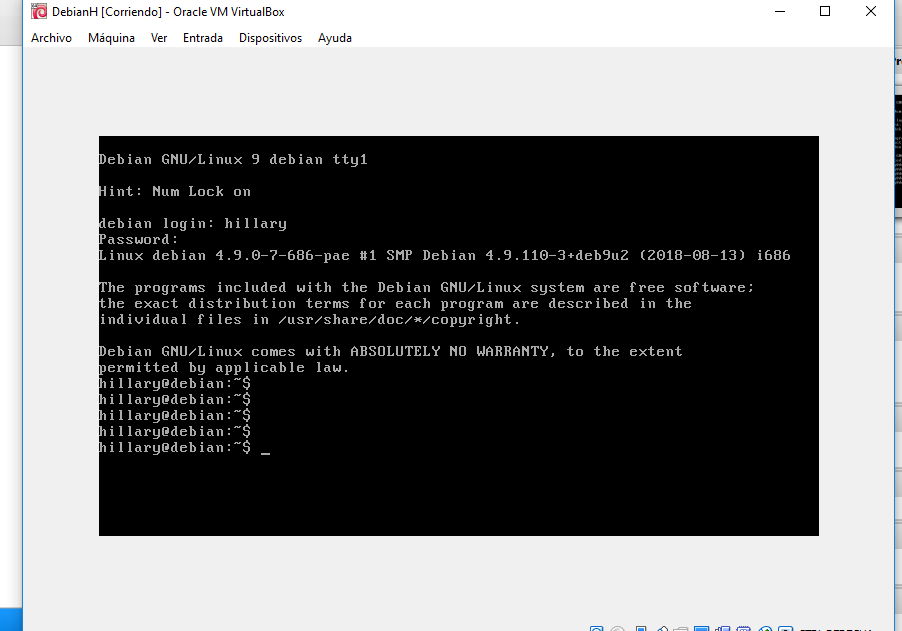 DebianH [Corriendo] - Oracle VM VirtualBox
Archivo Máquina Ver Entrada Dispositivos Ayuda
Debian GNU/Linux 9 debian tty1
Hint: Num Lock on
debian login: hillary
Password:
Linux debian 4.9.0-7-686-pae #1 SMP Debian 4.9.110-3+deb9u2 (2018-08-13) i686
The programs included with the Debian GNU/Linux system are free software;
the exact distribution terms for each program are described in the
individual files in /usr/share/doc/*/copyright.
Debian GNU/Linux comes with ABSOLUTELY NO WARRANTY, to the extent
permitted by applicable law.
hillary@debian:~$
hillary@debian:~$
hillary@debian:~$
hillary@debian:~$
hillary@debian:~$ _